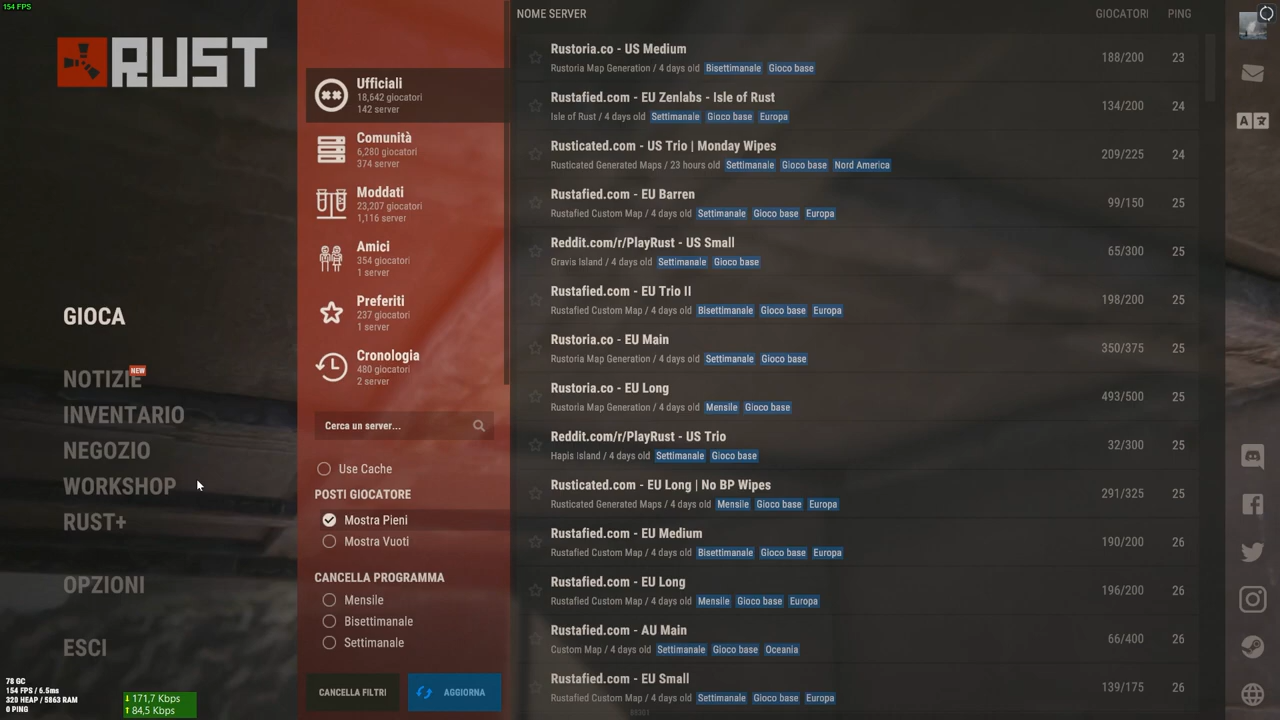 154 FPS
RUST
GIOCA
NOTIZIE NEW
INVENTARIO
NEGOZIO
WORKSHOP
RUST+
OPZIONI
ESCI
78 GC
154 FPS / 6.5ms
320 HEAP / 5863 RAM
0 PING
↓ 171,7 Kbps
↑ 84,5 Kbps
Ufficiali
18,642 giocatori
142 server
Comunità
6,280 giocatori
374 server
Moddati
23,207 giocatori
1,116 server
Amici
354 giocatori
1 server
Preferiti
237 giocatori
1 server
Cronologia
480 giocatori
2 server
Cerca un server...
Use Cache
POSTI GIOCATORE
Mostra Pieni
Mostra Vuoti
CANCELLA PROGRAMMA
Mensile
Bisettimanale
Settimanale
CANCELLA FILTRI AGGIORNA
NOME SERVER GIOCATORI PING
Rustoria.co - US Medium 188/200 23
Rustoria Map Generation / 4 days old Bisettimanale Gioco base
Rustafied.com - EU Zenlabs - Isle of Rust 134/200 24
Isle of Rust / 4 days old Settimanale Gioco base Europa
Rusticated.com - US Trio | Monday Wipes 209/225 24
Rusticated Generated Maps / 23 hours old Settimanale Gioco base Nord America
Rustafied.com - EU Barren 99/150 25
Rustafied Custom Map / 4 days old Settimanale Gioco base Europa
Reddit.com/r/PlayRust - US Small 65/300 25
Gravis Island / 4 days old Settimanale Gioco base
Rustafied.com - EU Trio II 198/200 25
Rustafied Custom Map / 4 days old Bisettimanale Gioco base Europa
Rustoria.co - EU Main 350/375 25
Rustoria Map Generation / 4 days old Settimanale Gioco base
Rustoria.co - EU Long 493/500 25
Rustoria Map Generation / 4 days old Mensile Gioco base
Reddit.com/r/PlayRust - US Trio 32/300 25
Hapis Island / 4 days old Settimanale Gioco base
Rusticated.com - EU Long | No BP Wipes 291/325 25
Rusticated Generated Maps / 4 days old Mensile Gioco base Europa
Rustafied.com - EU Medium 190/200 26
Rustafied Custom Map / 4 days old Bisettimanale Gioco base Europa
Rustafied.com - EU Long 196/200 26
Rustafied Custom Map / 4 days old Mensile Gioco base Europa
Rustafied.com - AU Main 66/400 26
Custom Map / 4 days old Settimanale Gioco base Oceania
Rustafied.com - EU Small 139/175 26
Rustafied Custom Map / 4 days old Settimanale Gioco base Europa